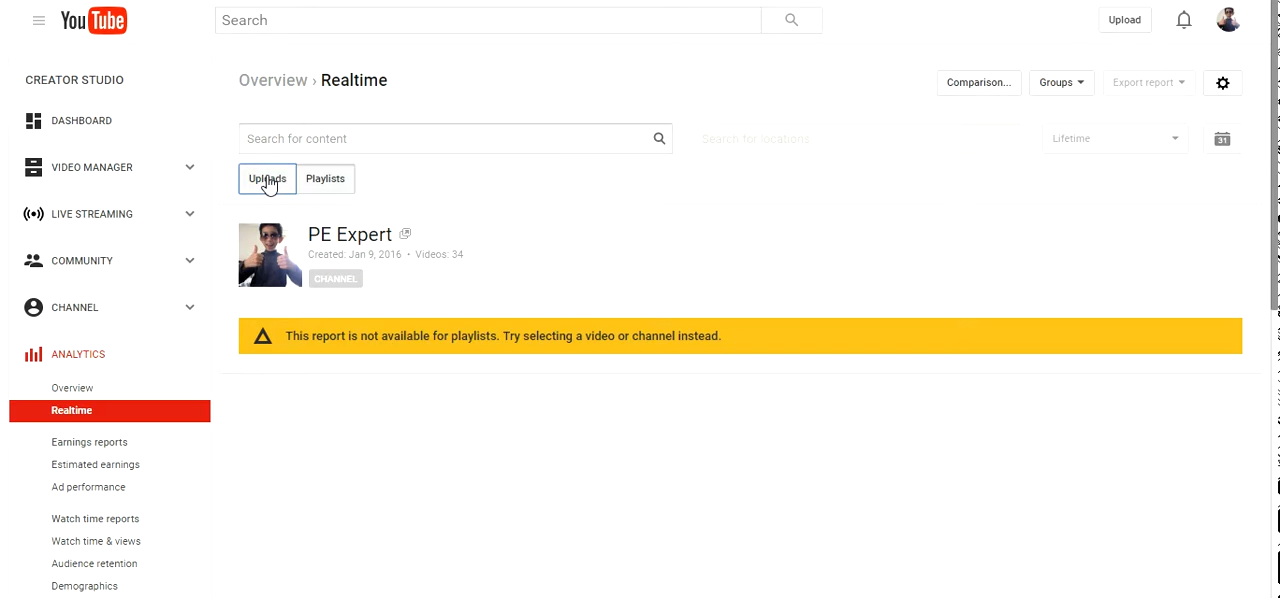 YouTube
Search
Upload
CREATOR STUDIO
DASHBOARD
VIDEO MANAGER
LIVE STREAMING
COMMUNITY
CHANNEL
ANALYTICS
Overview
Realtime
Earnings reports
Estimated earnings
Ad performance
Watch time reports
Watch time & views
Audience retention
Demographics
Overview › Realtime
Comparison...
Groups
Export report
Search for content
Search for locations
Lifetime
31
Uploads
Playlists
PE Expert
Created: Jan 9, 2016 • Videos: 34
CHANNEL
This report is not available for playlists. Try selecting a video or channel instead.